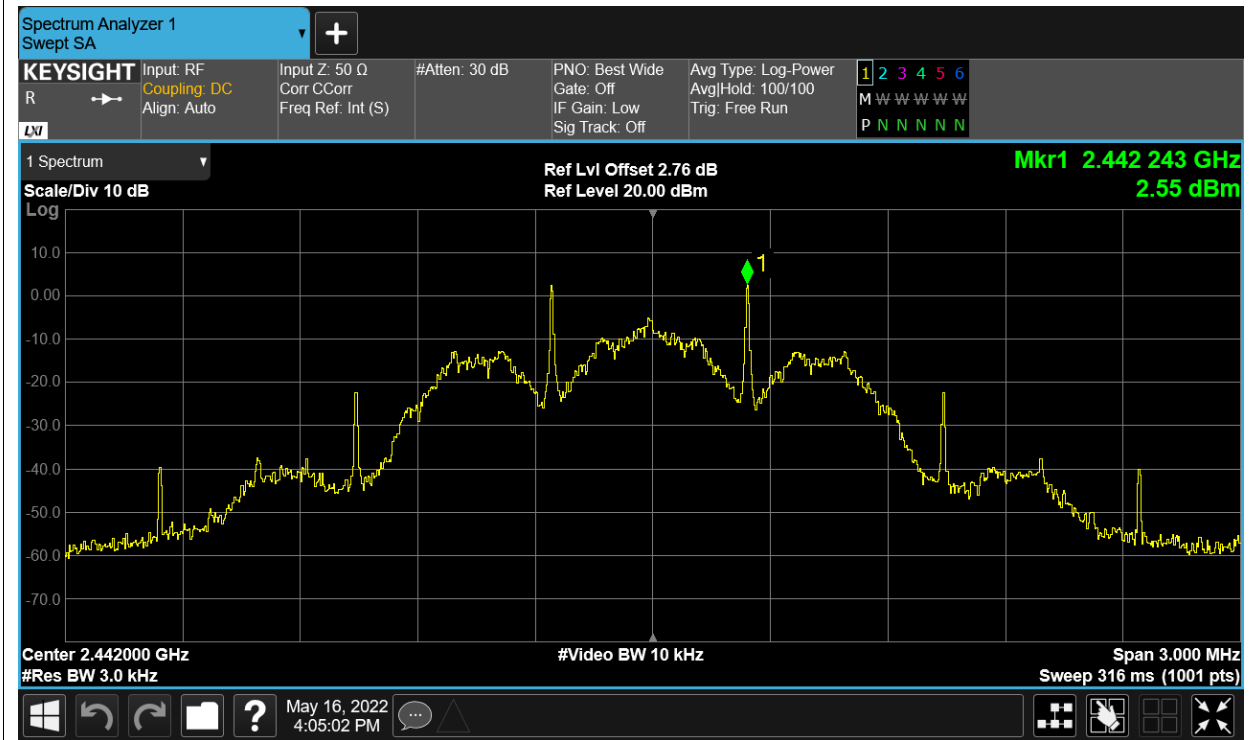 Spectrum Analyzer 1
Swept SA
KEYSIGHT
R
LXI
Input: RF
Coupling: DC
Align: Auto
Input Z: 50 Ω
Corr CCorr
Freq Ref: Int (S)
#Atten: 30 dB
PNO: Best Wide
Gate: Off
IF Gain: Low
Sig Track: Off
Avg Type: Log-Power
Avg|Hold: 100/100
Trig: Free Run
1 2 3 4 5 6
M W W W W W
P N N N N N
1 Spectrum
Scale/Div 10 dB
Log
Ref Lvl Offset 2.76 dB
Ref Level 20.00 dBm
Mkr1 2.442 243 GHz
2.55 dBm
1
10.0
0.00
-10.0
-20.0
-30.0
-40.0
-50.0
-60.0
-70.0
Center 2.442000 GHz
#Video BW 10 kHz
Span 3.000 MHz
#Res BW 3.0 kHz
Sweep 316 ms (1001 pts)
?
May 16, 2022
4:05:02 PM